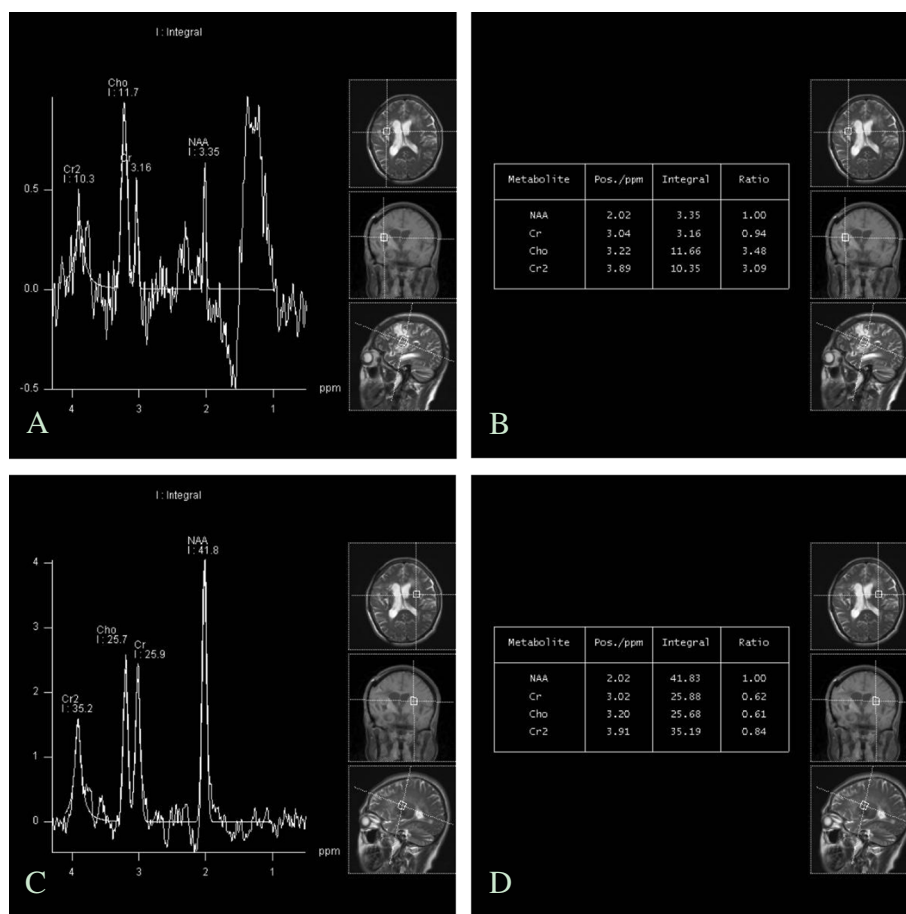 I : Integral
Cho
I : 11.7
Cr
3.16
NAA
I : 3.35
Cr2
I : 10.3
0.5
0.0
-0.5
4 3 2 1 ppm
A
Metabolite Pos./ppm Integral Ratio
NAA 2.02 3.35 1.00
Cr 3.04 3.16 0.94
Cho 3.22 11.66 3.48
Cr2 3.89 10.35 3.09
B
I : Integral
NAA
I : 41.8
Cho
I : 25.7
Cr
I : 25.9
Cr2
I : 35.2
4
3
2
1
0
4 3 2 1 ppm
C
Metabolite Pos./ppm Integral Ratio
NAA 2.02 41.83 1.00
Cr 3.02 25.88 0.62
Cho 3.20 25.68 0.61
Cr2 3.91 35.19 0.84
D